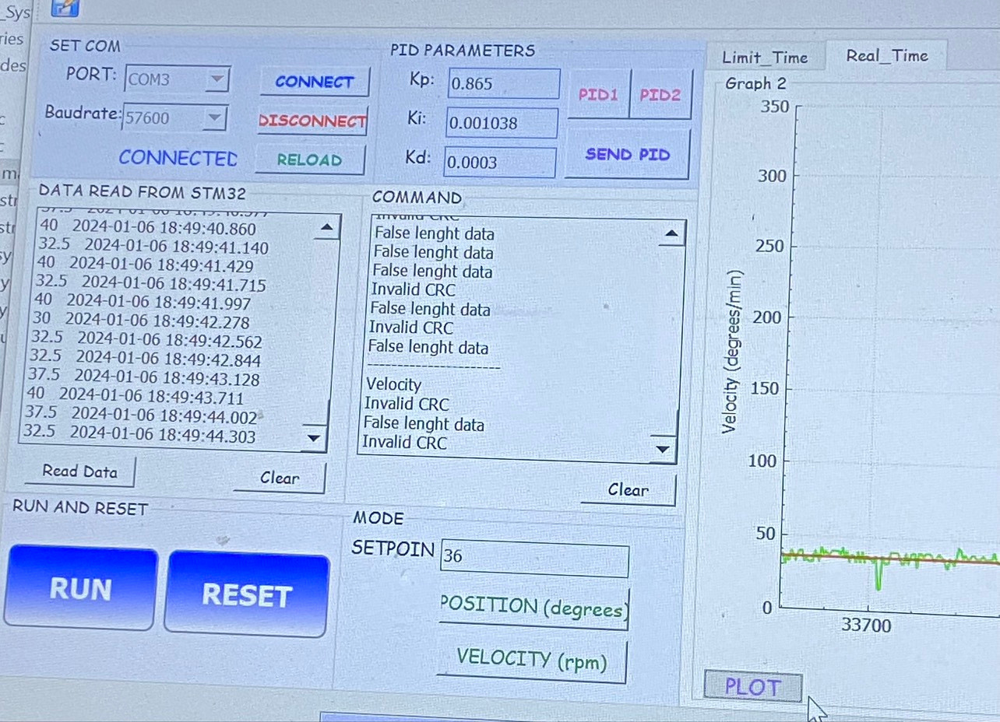 _Sys
ries
des
SET COM
PORT:
COM3
CONNECT
Baudrate:
57600
DISCONNECT
CONNECTED
RELOAD
PID PARAMETERS
Kp:
0.865
Ki:
0.001038
Kd:
0.0003
PID1
PID2
SEND PID
DATA READ FROM STM32
40 2024-01-06 18:49:40.860
32.5 2024-01-06 18:49:41.140
40 2024-01-06 18:49:41.429
32.5 2024-01-06 18:49:41.715
40 2024-01-06 18:49:41.997
30 2024-01-06 18:49:42.278
32.5 2024-01-06 18:49:42.562
32.5 2024-01-06 18:49:42.844
37.5 2024-01-06 18:49:43.128
40 2024-01-06 18:49:43.711
37.5 2024-01-06 18:49:44.002
32.5 2024-01-06 18:49:44.303
Read Data
Clear
COMMAND
Invalid CRC
False lenght data
False lenght data
False lenght data
Invalid CRC
False lenght data
Invalid CRC
False lenght data
------------------------
Velocity
Invalid CRC
False lenght data
Invalid CRC
Clear
RUN AND RESET
RUN
RESET
MODE
SETPOIN
36
POSITION (degrees)
VELOCITY (rpm)
Limit_Time
Real_Time
Graph 2
350
300
250
200
150
100
50
0
Velocity (degrees/min)
33700
PLOT